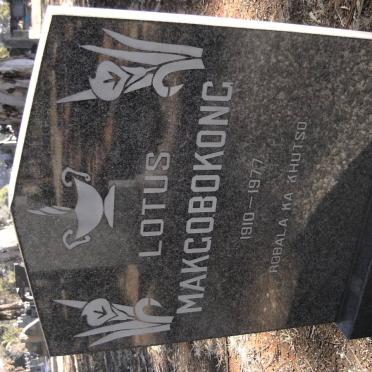 LOTUS
MAKGOBOKONG
1910 – 1977
ROBALA KA KHUTSO